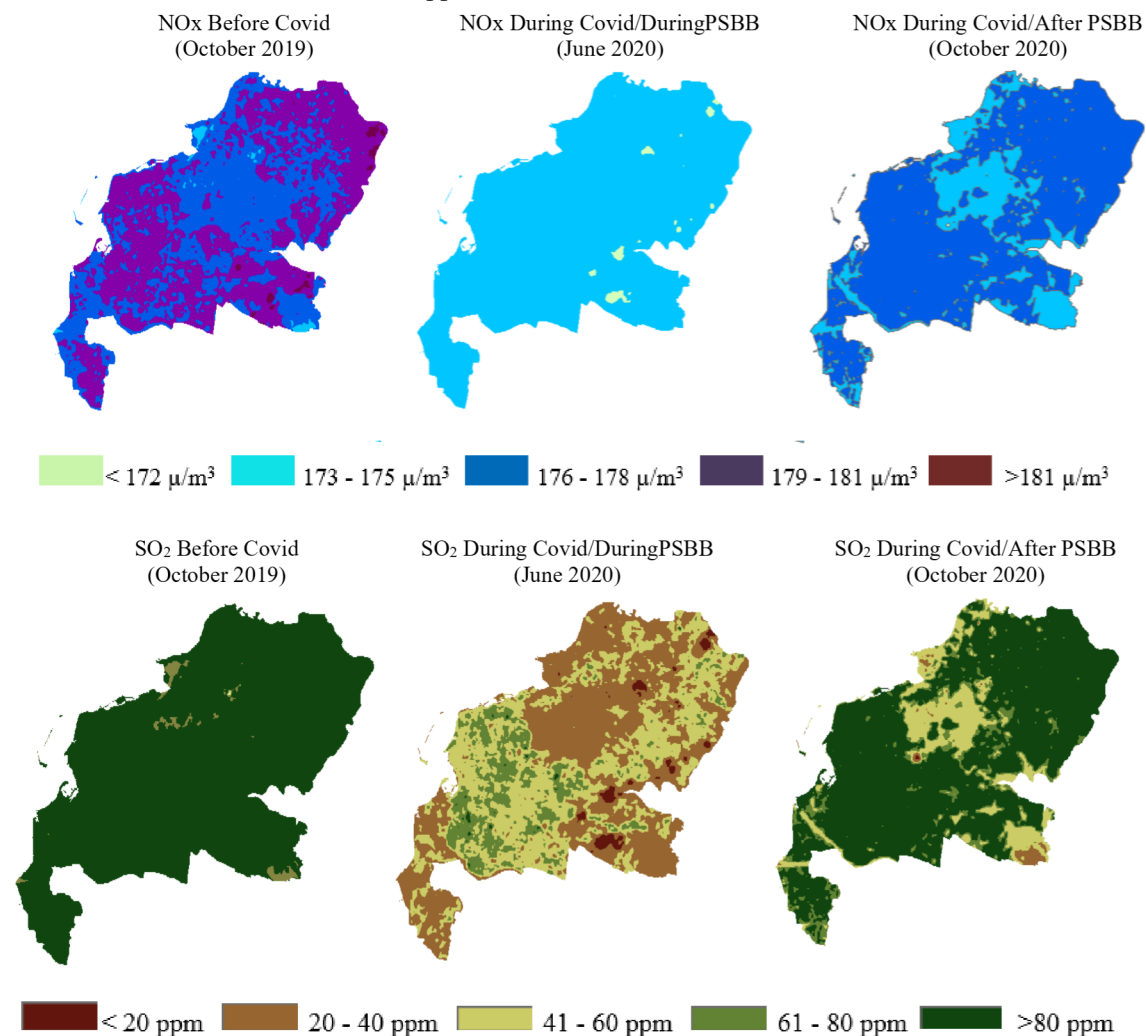 NOx Before Covid
(October 2019)
NOx During Covid/DuringPSBB
(June 2020)
NOx During Covid/After PSBB
(October 2020)
< 172 µ/m³ 173 - 175 µ/m³ 176 - 178 µ/m³ 179 - 181 µ/m³ >181 µ/m³
SO₂ Before Covid
(October 2019)
SO₂ During Covid/DuringPSBB
(June 2020)
SO₂ During Covid/After PSBB
(October 2020)
< 20 ppm 20 - 40 ppm 41 - 60 ppm 61 - 80 ppm >80 ppm